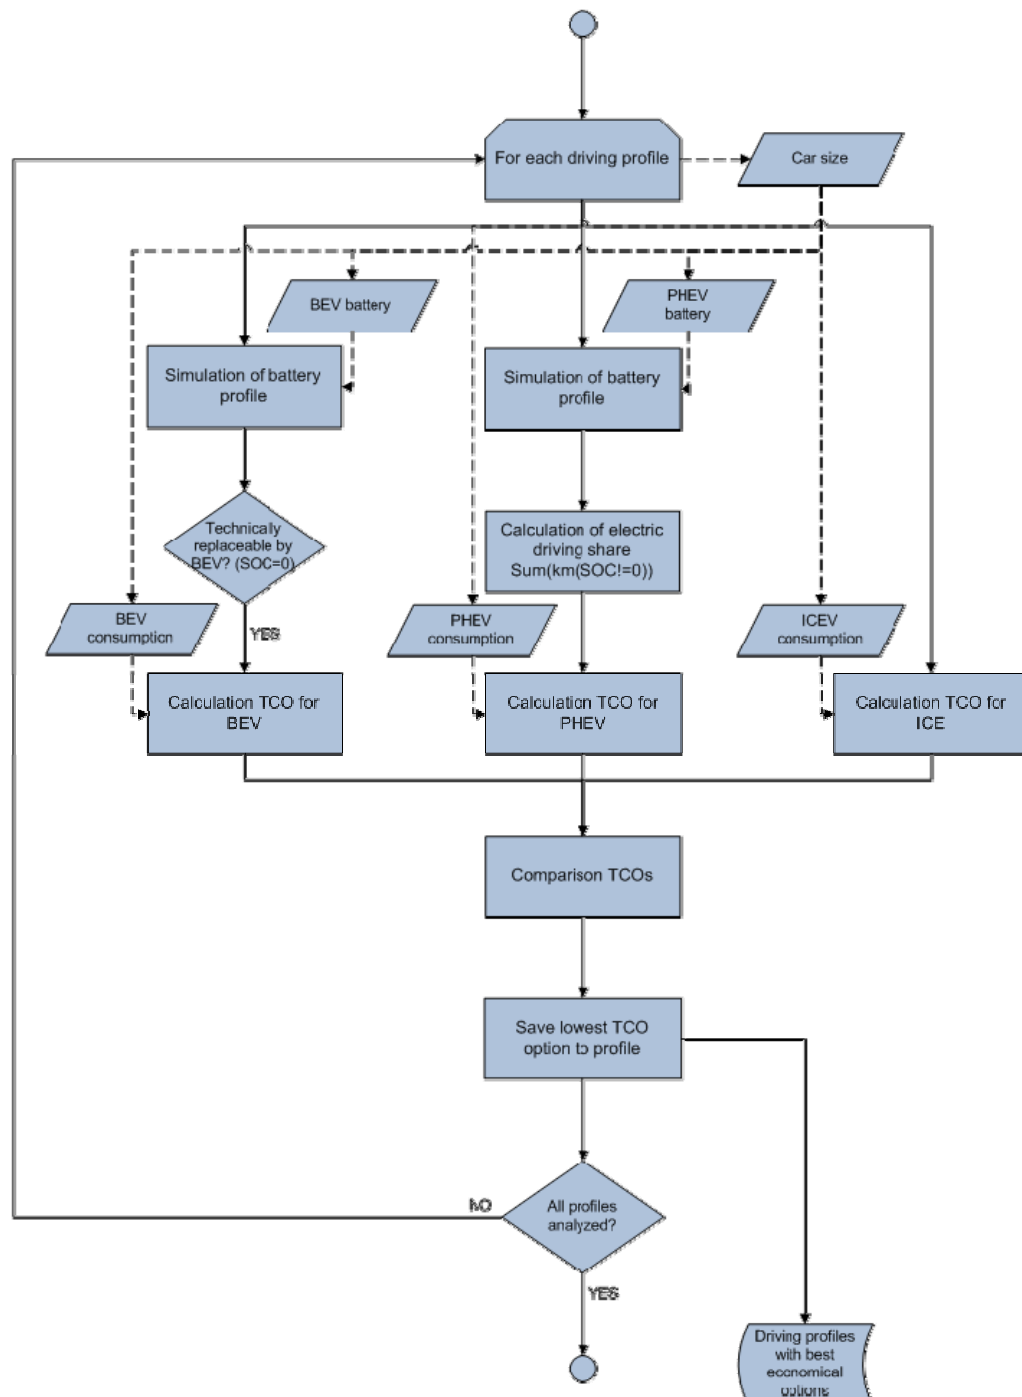 For each driving profile
Car size
BEV battery
PHEV
battery
Simulation of battery
profile
Simulation of battery
profile
Technically
replaceable by
BEV? (SOC=0)
Calculation of electric
driving share
Sum(km(SOC!=0))
BEV
consumption
YES
PHEV
consumption
ICEV
consumption
Calculation TCO for
BEV
Calculation TCO for
PHEV
Calculation TCO for
ICE
Comparison TCOs
Save lowest TCO
option to profile
NO
All profiles
analyzed?
YES
Driving profiles
with best
economical
options